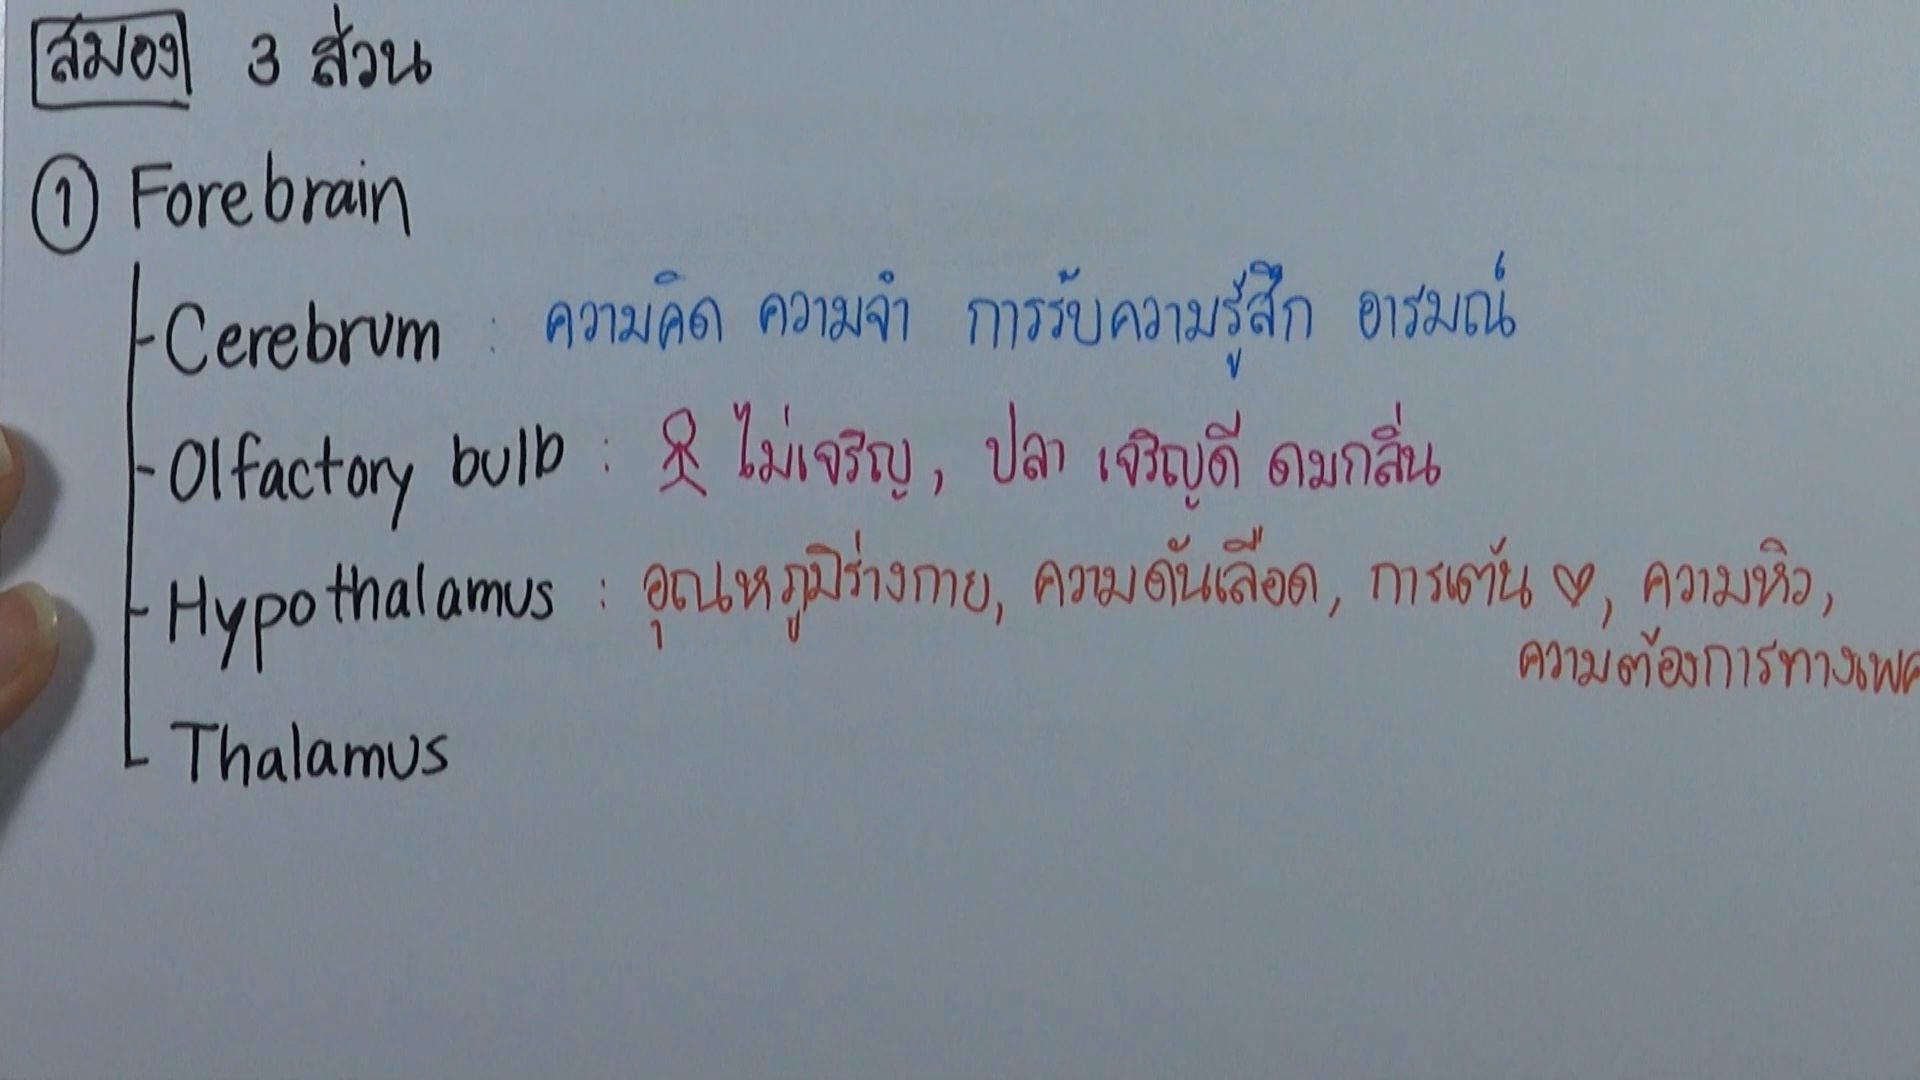 สมอง 3 ส่วน
① Forebrain
- Cerebrum : ความคิด ความจำ การรับความรู้สึก อารมณ์
- Olfactory bulb : ไม่เจริญ, ปลา เจริญดี ดมกลิ่น
- Hypothalamus : อุณหภูมิร่างกาย, ความดันเลือด, การเต้น ♡, ความหิว,
ความต้องการทางเพศ
Thalamus